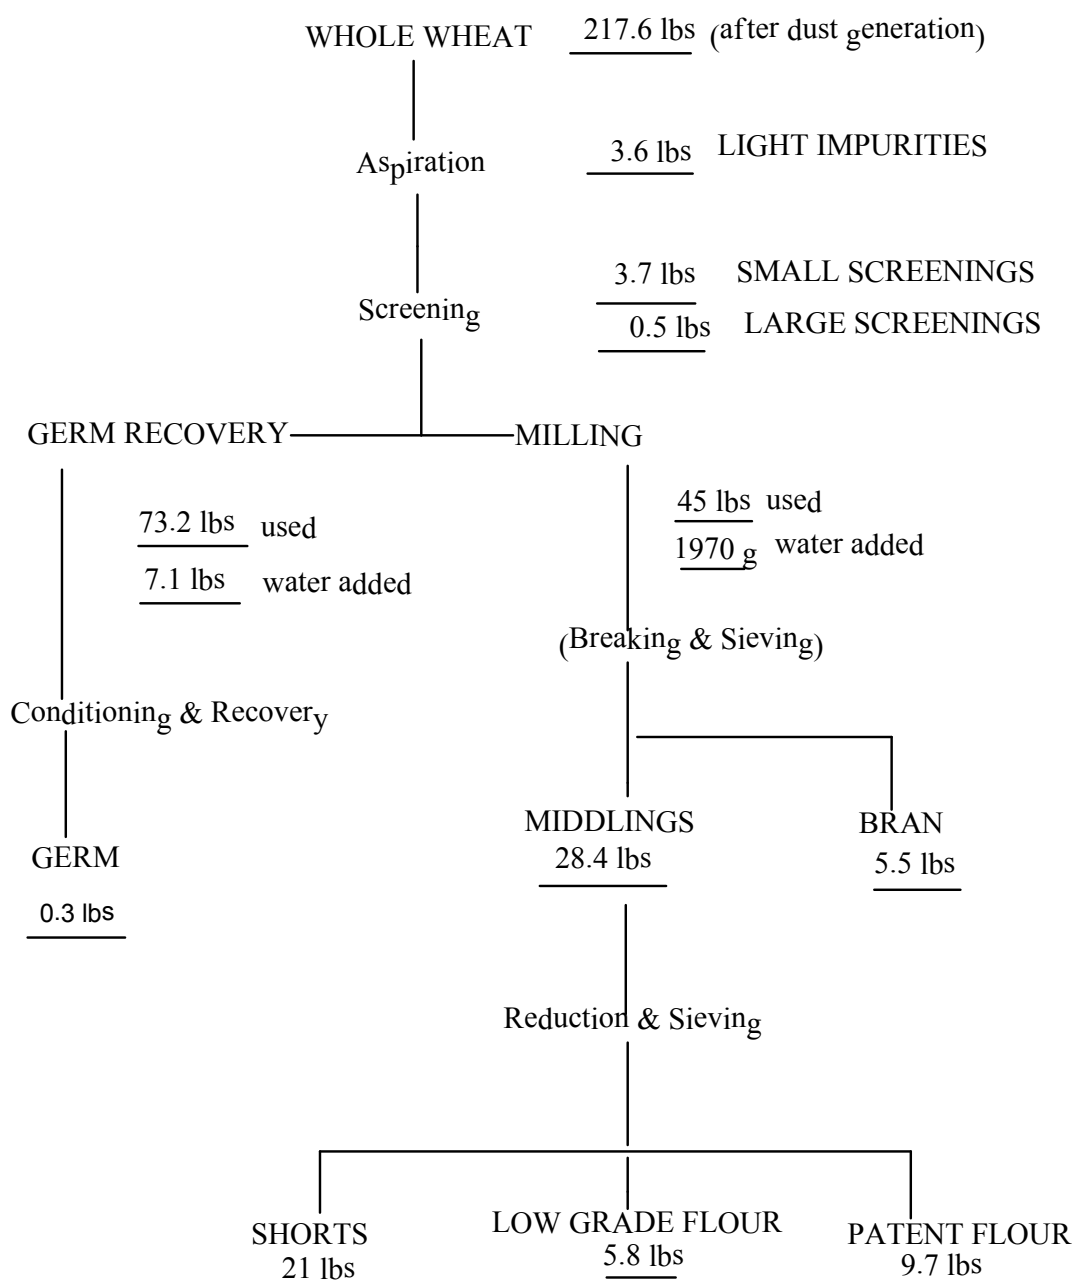 WHOLE WHEAT 217.6 lbs (after dust generation)
Aspiration 3.6 lbs LIGHT IMPURITIES
3.7 lbs SMALL SCREENINGS
Screening
0.5 lbs LARGE SCREENINGS
GERM RECOVERY MILLING
73.2 lbs used
7.1 lbs water added
45 lbs used
1970 g water added
(Breaking & Sieving)
Conditioning & Recovery
MIDDLINGS
28.4 lbs
BRAN
5.5 lbs
GERM
0.3 lbs
Reduction & Sieving
SHORTS
21 lbs
LOW GRADE FLOUR
5.8 lbs
PATENT FLOUR
9.7 lbs